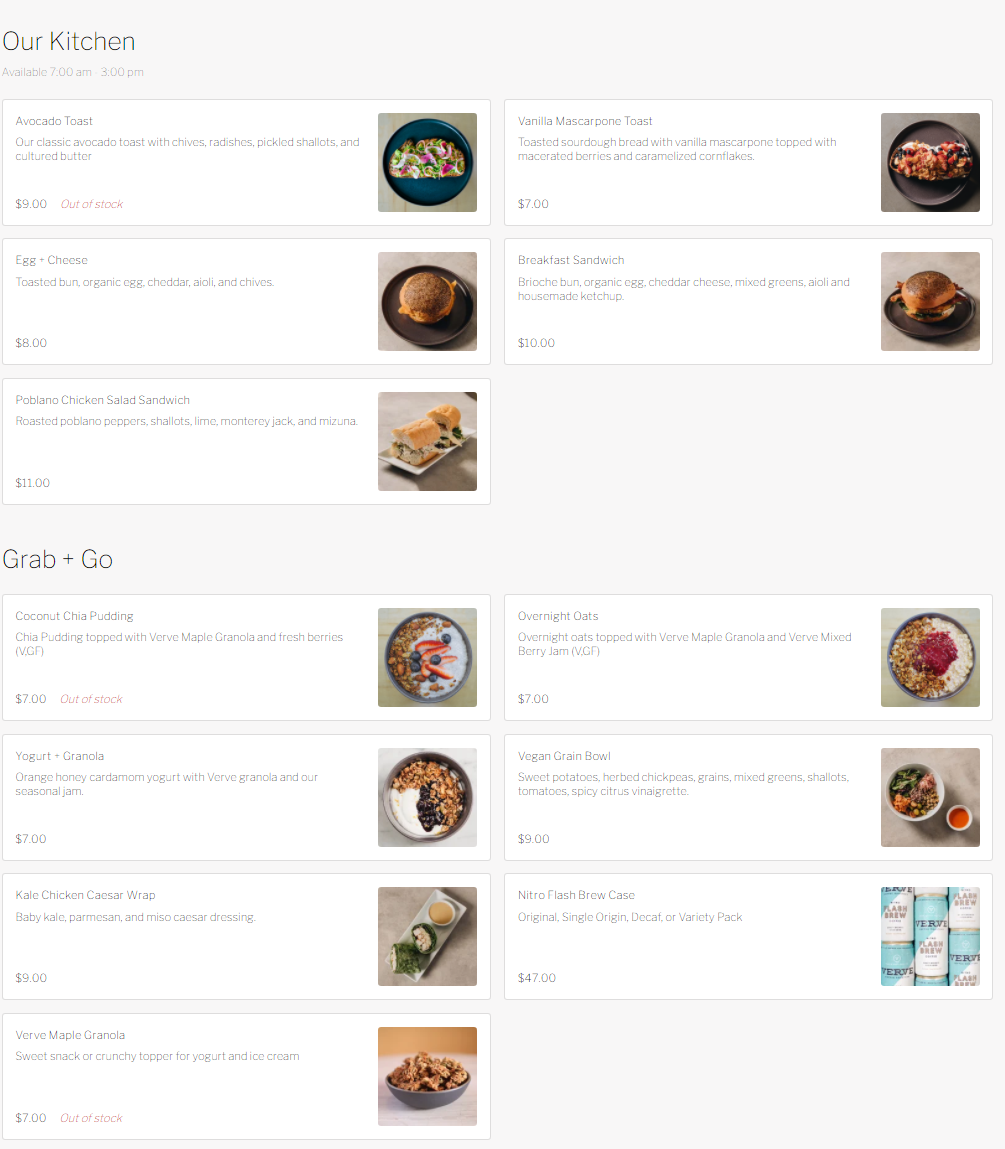 Our Kitchen
Available 7:00 am - 3:00 pm
Avocado Toast
Our classic avocado toast with chives, radishes, pickled shallots, and
cultured butter
$9.00 Out of stock
Vanilla Mascarpone Toast
Toasted sourdough bread with vanilla mascarpone topped with
macerated berries and caramelized cornflakes.
$7.00
Egg + Cheese
Toasted bun, organic egg, cheddar, aioli, and chives.
$8.00
Breakfast Sandwich
Brioche bun, organic egg, cheddar cheese, mixed greens, aioli and
housemade ketchup.
$10.00
Poblano Chicken Salad Sandwich
Roasted poblano peppers, shallots, lime, monterey jack, and mizuna.
$11.00
Grab + Go
Coconut Chia Pudding
Chia Pudding topped with Verve Maple Granola and fresh berries
(V,GF)
$7.00 Out of stock
Overnight Oats
Overnight oats topped with Verve Maple Granola and Verve Mixed
Berry Jam (V,GF)
$7.00
Yogurt + Granola
Orange honey cardamom yogurt with Verve granola and our
seasonal jam.
$7.00
Vegan Grain Bowl
Sweet potatoes, herbed chickpeas, grains, mixed greens, shallots,
tomatoes, spicy citrus vinaigrette.
$9.00
Kale Chicken Caesar Wrap
Baby kale, parmesan, and miso caesar dressing.
$9.00
Nitro Flash Brew Case
Original, Single Origin, Decaf, or Variety Pack
$47.00
VERVE
FLASH
BREW
VERVE
FLASH
BREW
VERVE
Verve Maple Granola
Sweet snack or crunchy topper for yogurt and ice cream
$7.00 Out of stock